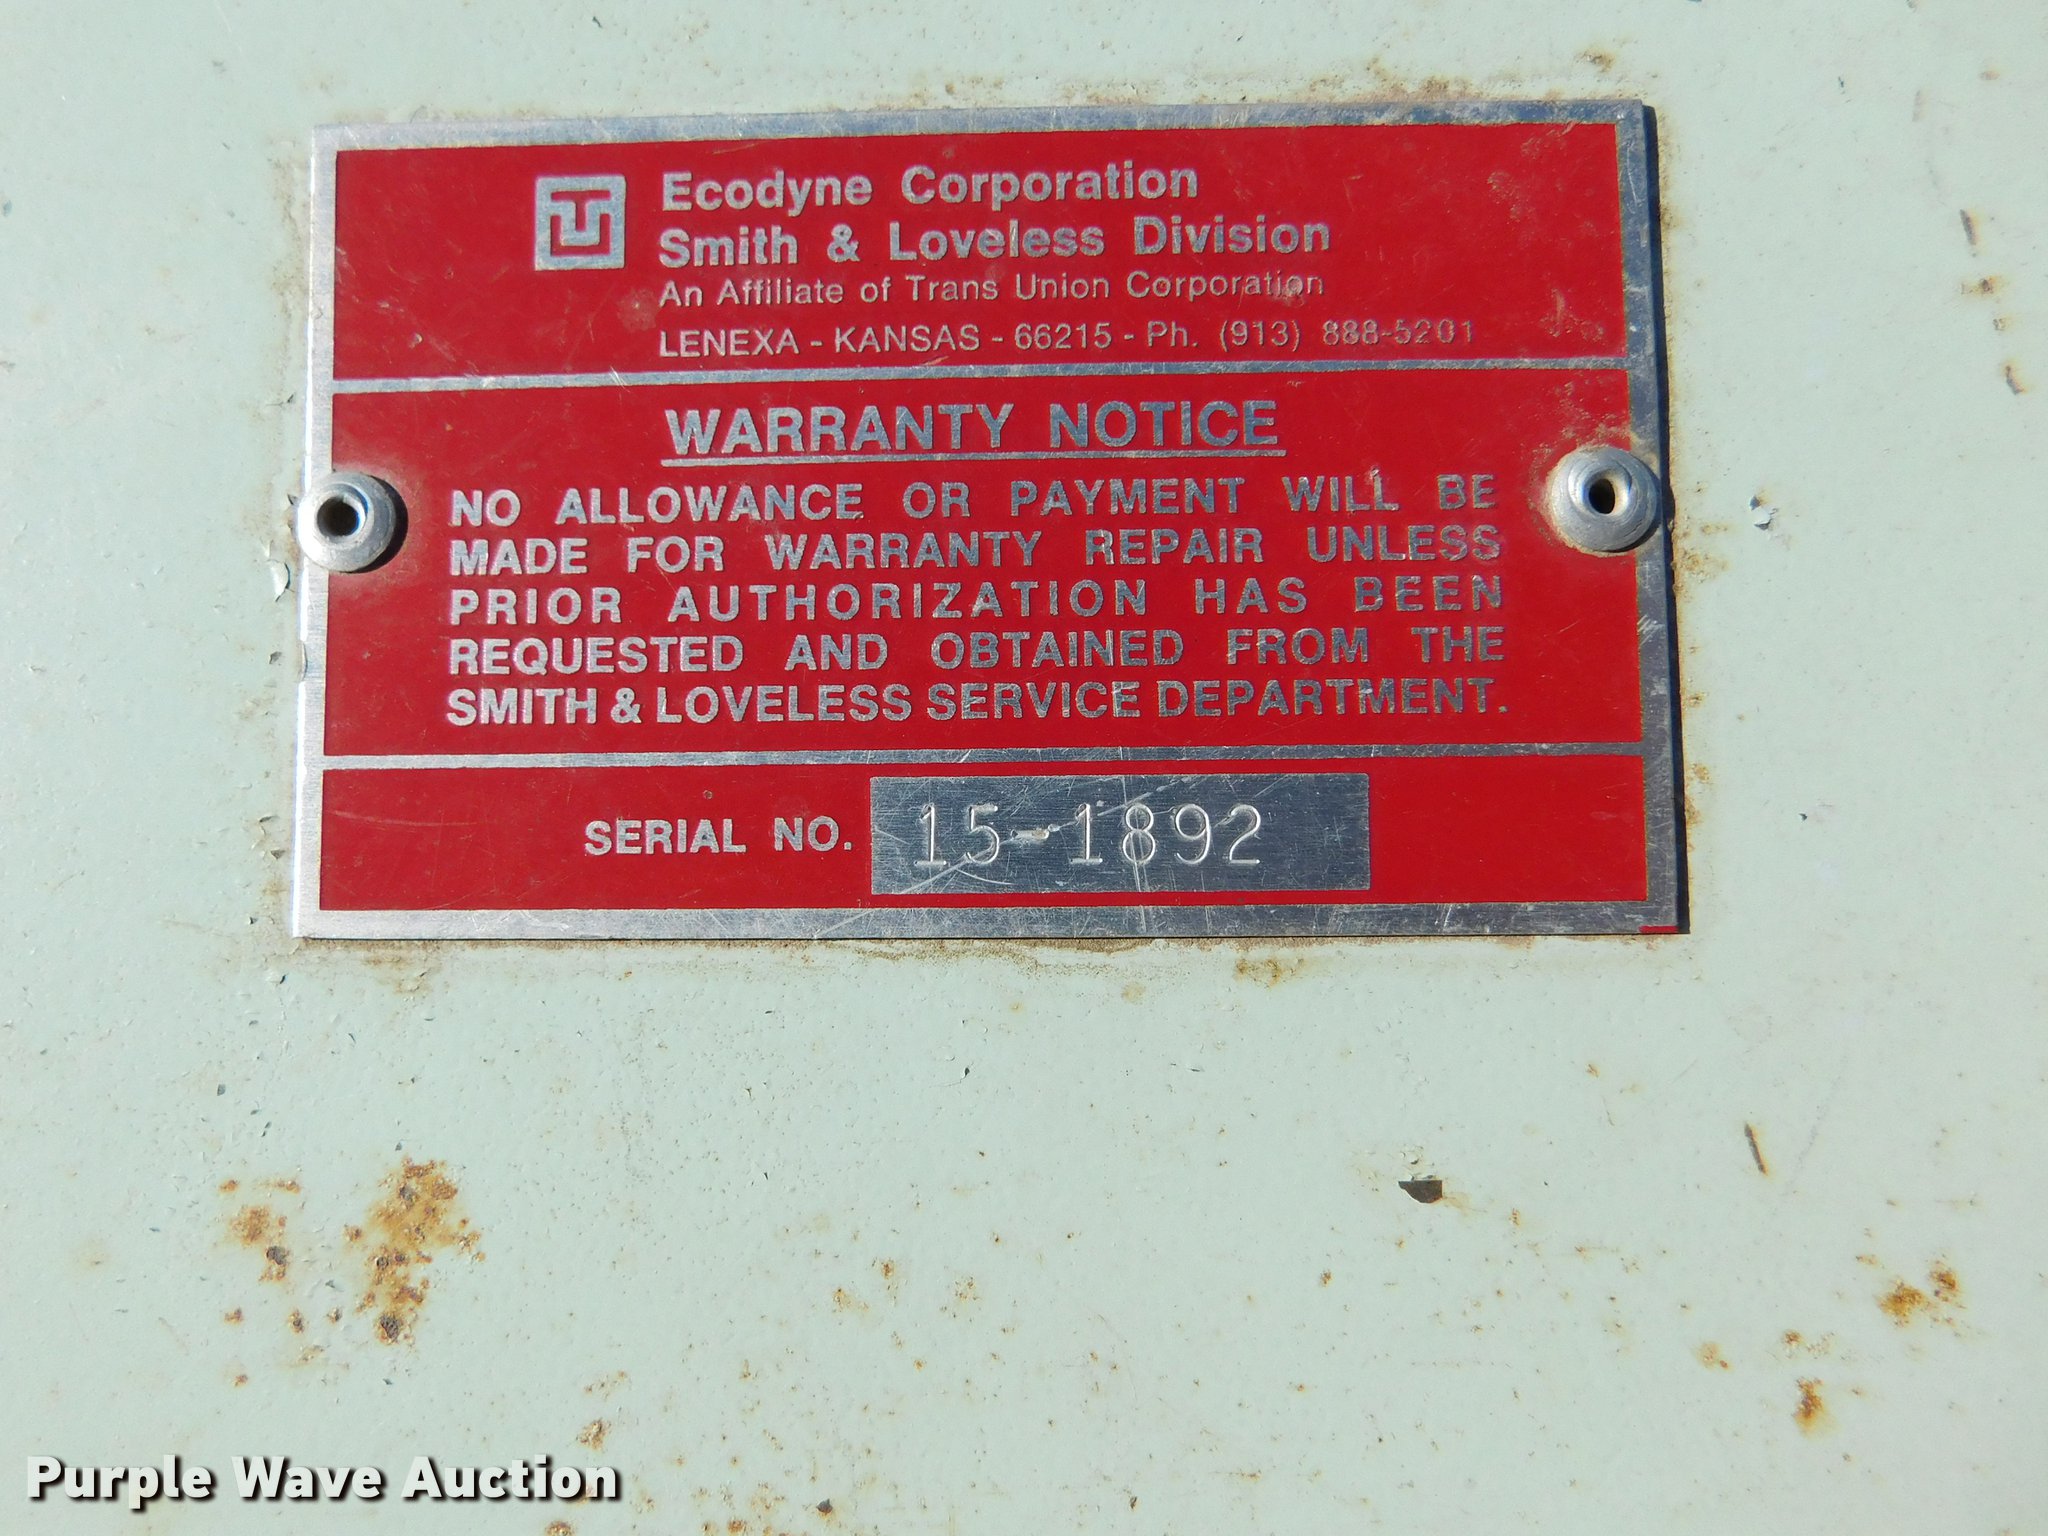 TU
Ecodyne Corporation
Smith & Loveless Division
An Affiliate of Trans Union Corporation
LENEXA - KANSAS - 66215 - Ph. (913) 888-5201
WARRANTY NOTICE
NO ALLOWANCE OR PAYMENT WILL BE
MADE FOR WARRANTY REPAIR UNLESS
PRIOR AUTHORIZATION HAS BEEN
REQUESTED AND OBTAINED FROM THE
SMITH & LOVELESS SERVICE DEPARTMENT.
SERIAL NO. 15-1892
Purple Wave Auction